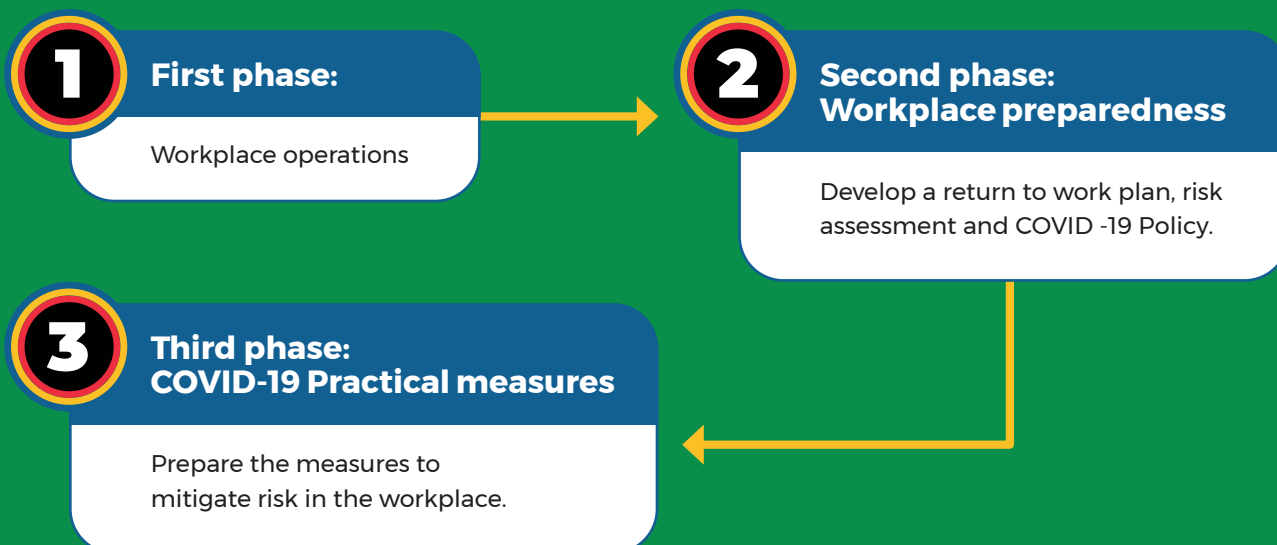 1
First phase:
Workplace operations
2
Second phase:
Workplace preparedness
Develop a return to work plan, risk
assessment and COVID -19 Policy.
3
Third phase:
COVID-19 Practical measures
Prepare the measures to
mitigate risk in the workplace.